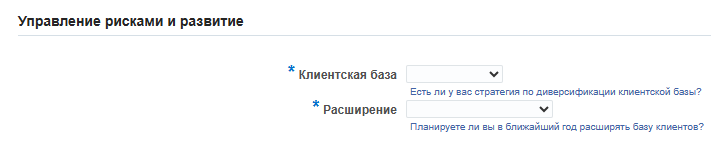 Управление рисками и развитие
* Клиентская база
Есть ли у вас стратегия по диверсификации клиентской базы?
* Расширение
Планируете ли вы в ближайший год расширять базу клиентов?